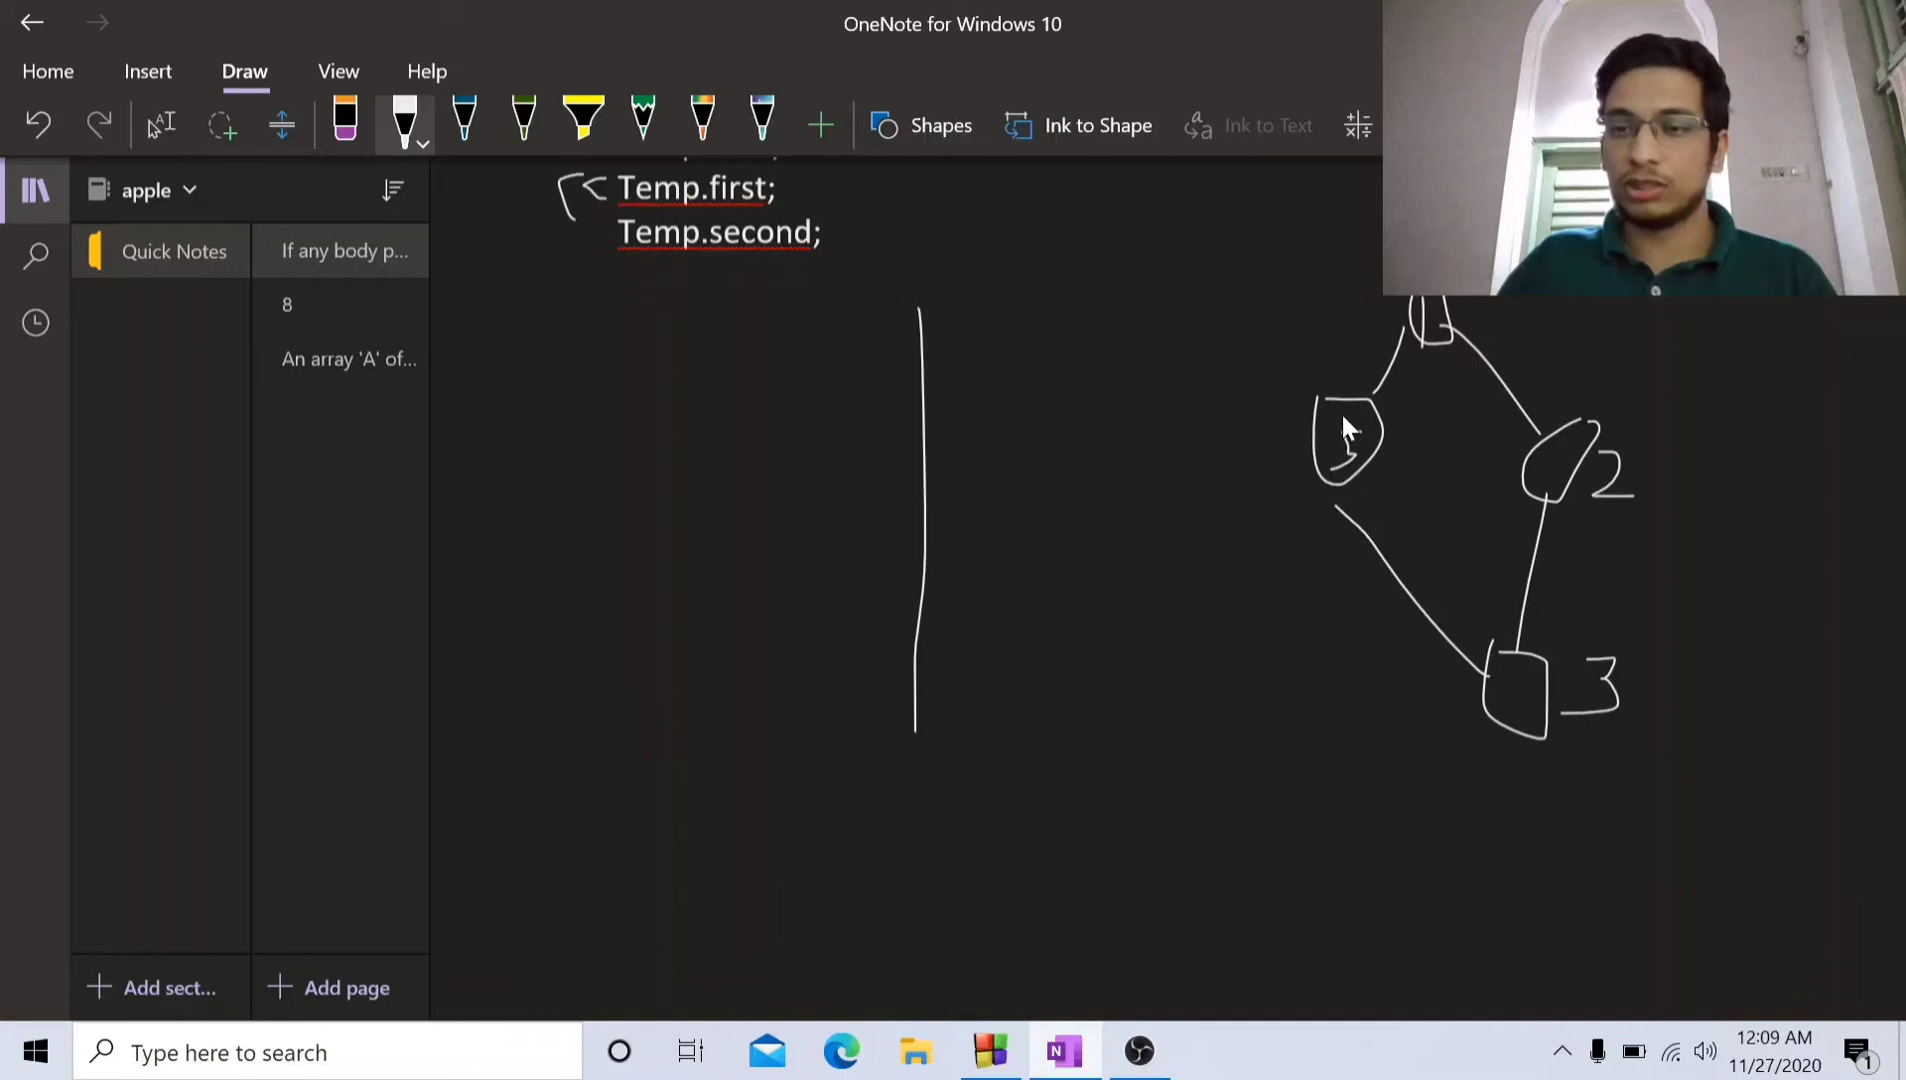 OneNote for Windows 10
Home Insert Draw View Help
Shapes Ink to Shape Ink to Text
apple
Temp.first;
Temp.second;
Quick Notes
If any body p...
8
An array 'A' of...
1
2
3
Add sect...
Add page
Type here to search
12:09 AM
11/27/2020
1